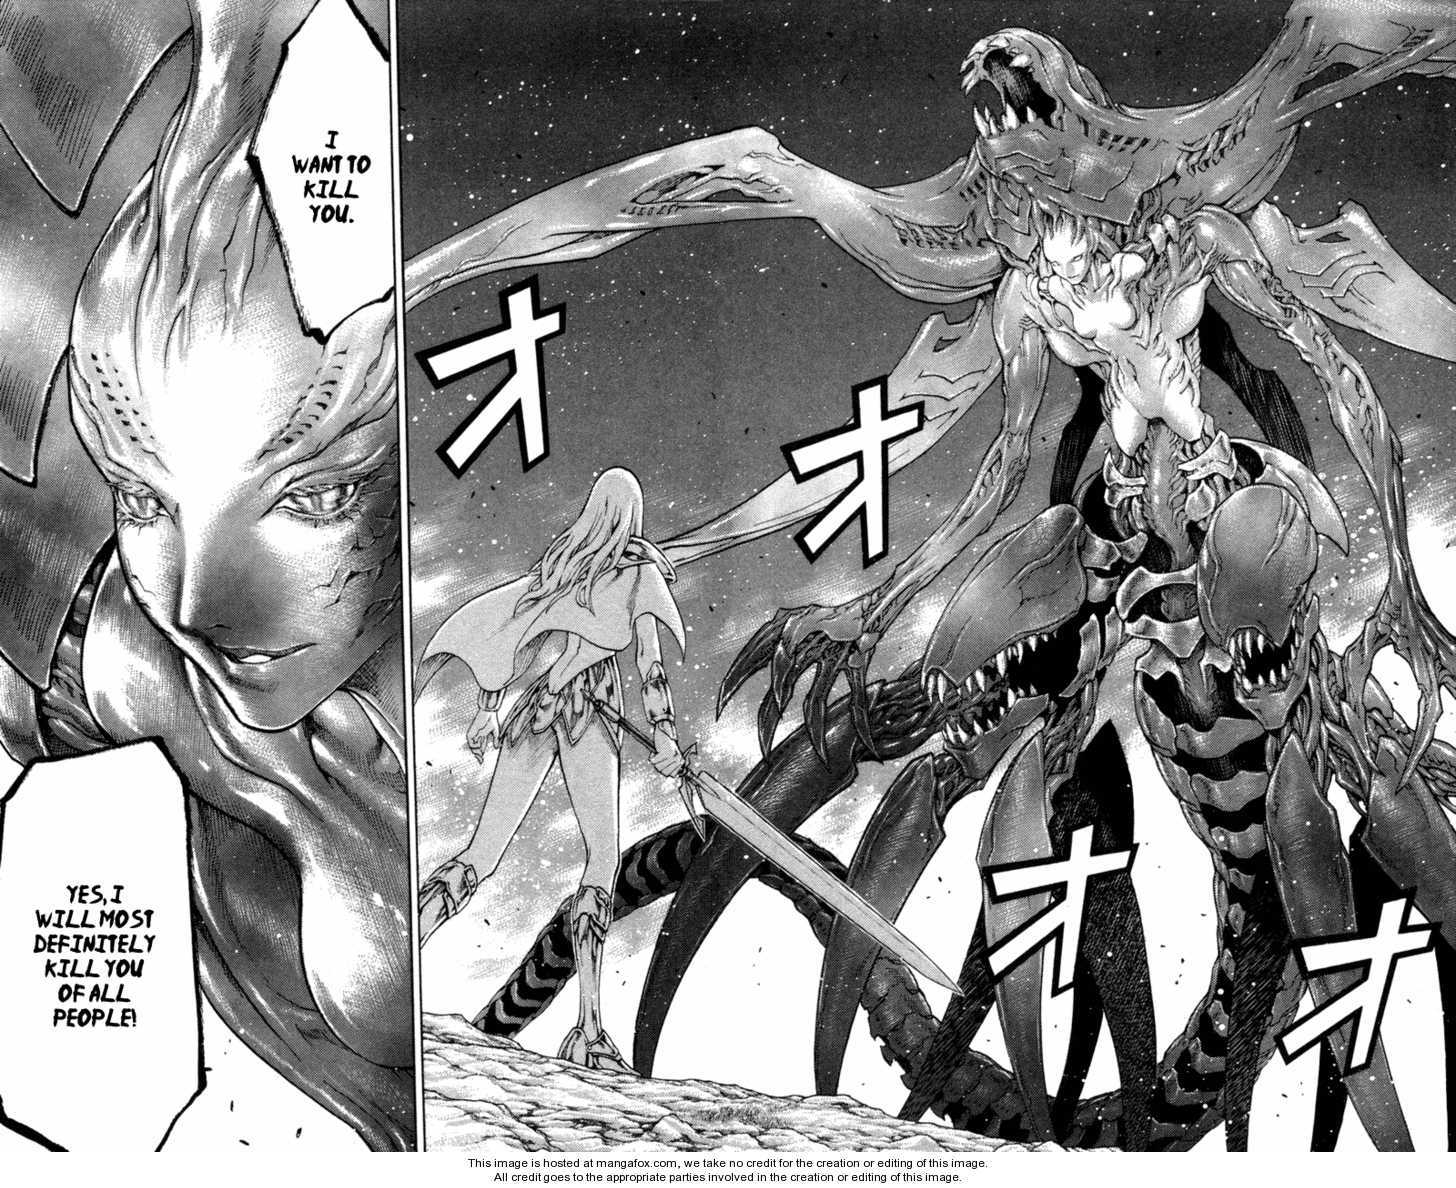 I
WANT TO
KILL
YOU.
YES, I
WILL MOST
DEFINITELY
KILL YOU
OF ALL
PEOPLE!
オ
オ
オ
オ
This image is hosted at mangafox.com, we take no credit for the creation or editing of this image.
All credit goes to the appropriate parties involved in the creation or editing of this image.